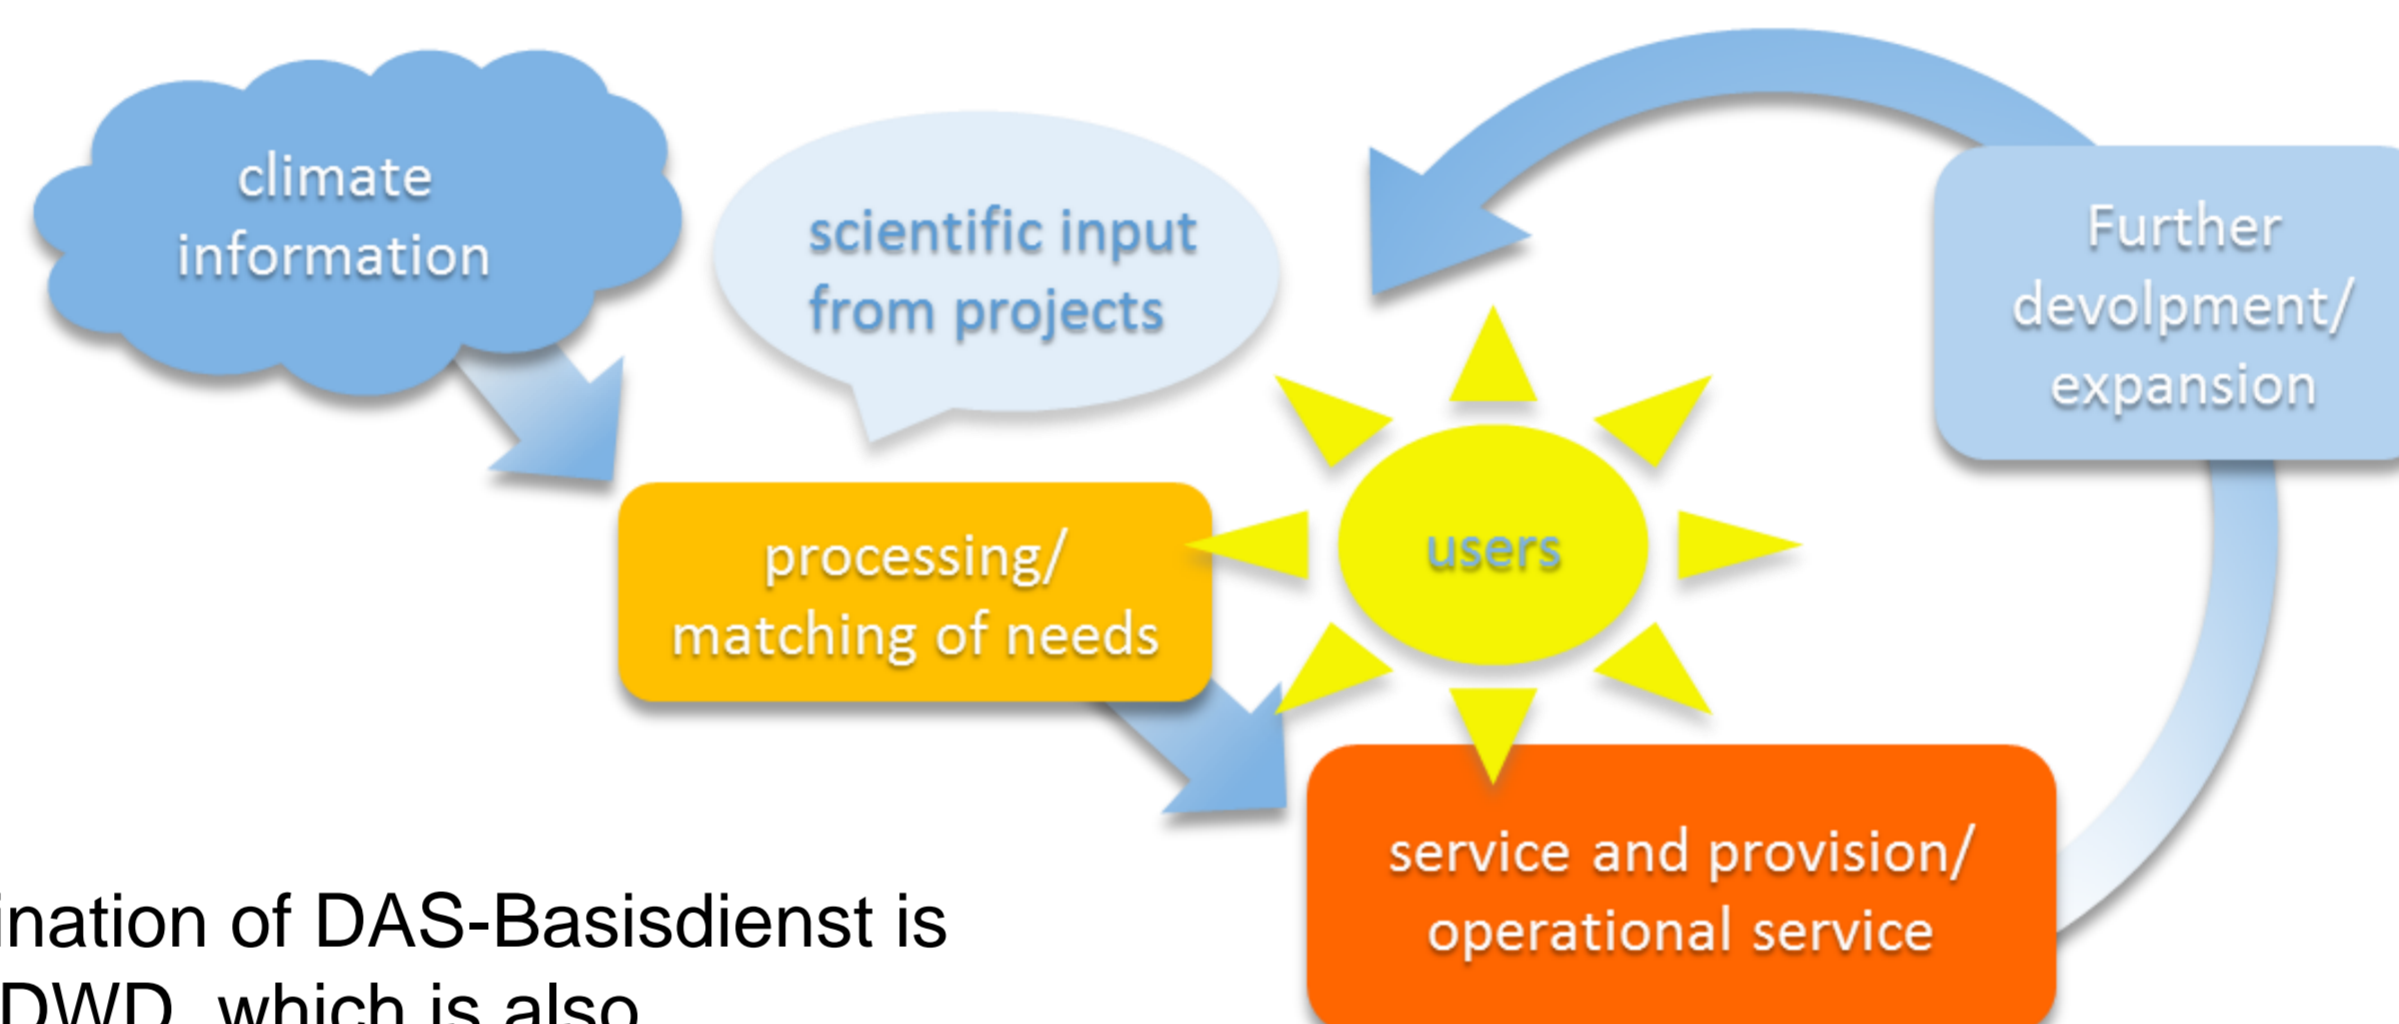 climate
information
scientific input
from projects
Further
devolpment/
expansion
processing/
matching of needs
users
service and provision/
operational service
of DAS-Basisdienst is
DWD, which is also